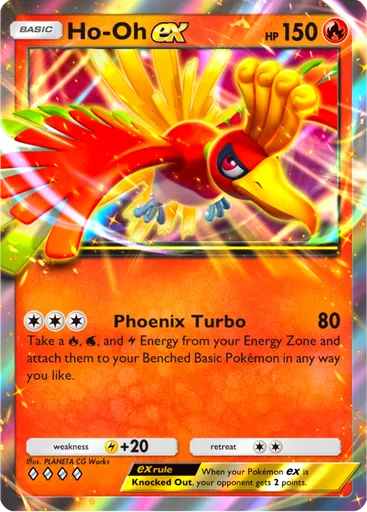 BASIC Ho-Oh ex HP 150
Phoenix Turbo 80
Take a , , and Energy from your Energy Zone and
attach them to your Benched Basic Pokémon in any way
you like.
weakness +20 retreat
Illus. PLANETA CG Works
ex rule When your Pokémon ex is
Knocked Out, your opponent gets 2 points.